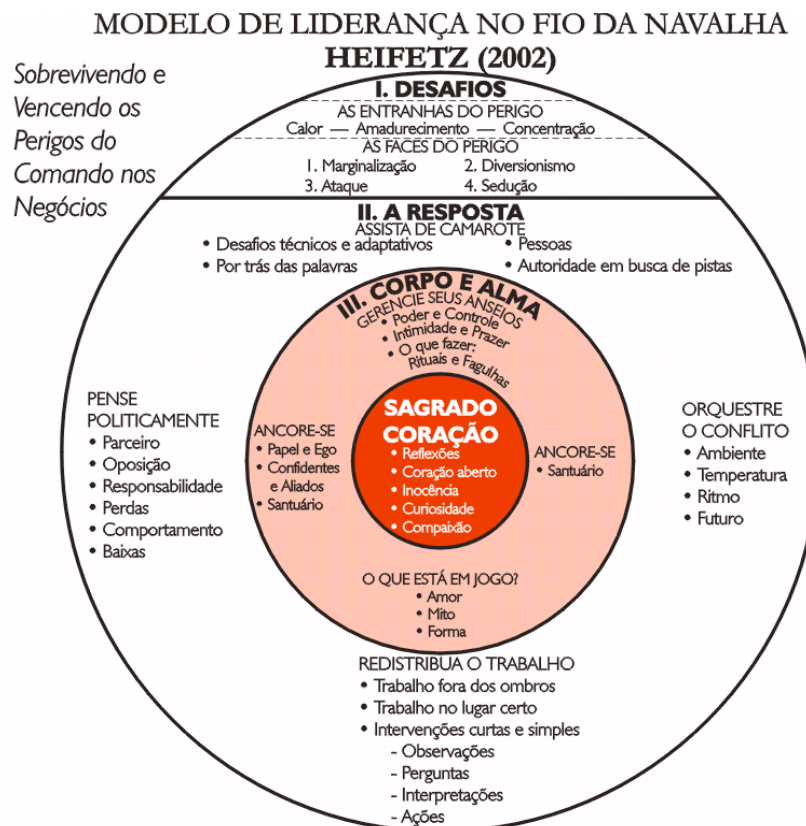 MODELO DE LIDERANÇA NO FIO DA NAVALHA
HEIFETZ (2002)
Sobrevivendo e
Vencendo os
Perigos do
Comando nos
Negócios
I. DESAFIOS
AS ENTRANHAS DO PERIGO
Calor — Amadurecimento — Concentração
AS FACES DO PERIGO
1. Marginalização 2. Diversionismo
3. Ataque 4. Sedução
II. A RESPOSTA
ASSISTA DE CAMAROTE
• Desafios técnicos e adaptativos • Pessoas
• Por trás das palavras • Autoridade em busca de pistas
III. CORPO E ALMA
GERENCIE SEUS ANSEIOS
• Poder e Controle
• Intimidade e Prazer
• O que fazer:
Rituais e Fagulhas
PENSE
POLITICAMENTE
• Parceiro
• Oposição
• Responsabilidade
• Perdas
• Comportamento
• Baixas
ANCORE-SE
• Papel e Ego
• Confidentes
e Aliados
• Santuário
SAGRADO
CORAÇÃO
• Reflexões
• Coração aberto
• Inocência
• Curiosidade
• Compaixão
ANCORE-SE
• Santuário
ORQUESTRE
O CONFLITO
• Ambiente
• Temperatura
• Ritmo
• Futuro
O QUE ESTÁ EM JOGO?
• Amor
• Mito
• Forma
REDISTRIBUA O TRABALHO
• Trabalho fora dos ombros
• Trabalho no lugar certo
• Intervenções curtas e simples
- Observações
- Perguntas
- Interpretações
- Ações